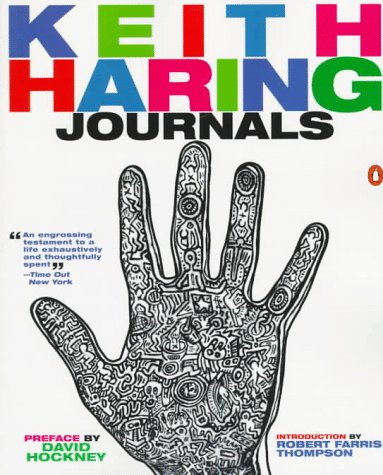 KEITH
HARING
JOURNALS
“An engrossing
testament to a
life exhaustively
and thoughtfully
spent”
—Time Out
New York
PREFACE BY
DAVID
HOCKNEY
INTRODUCTION BY
ROBERT FARRIS
THOMPSON